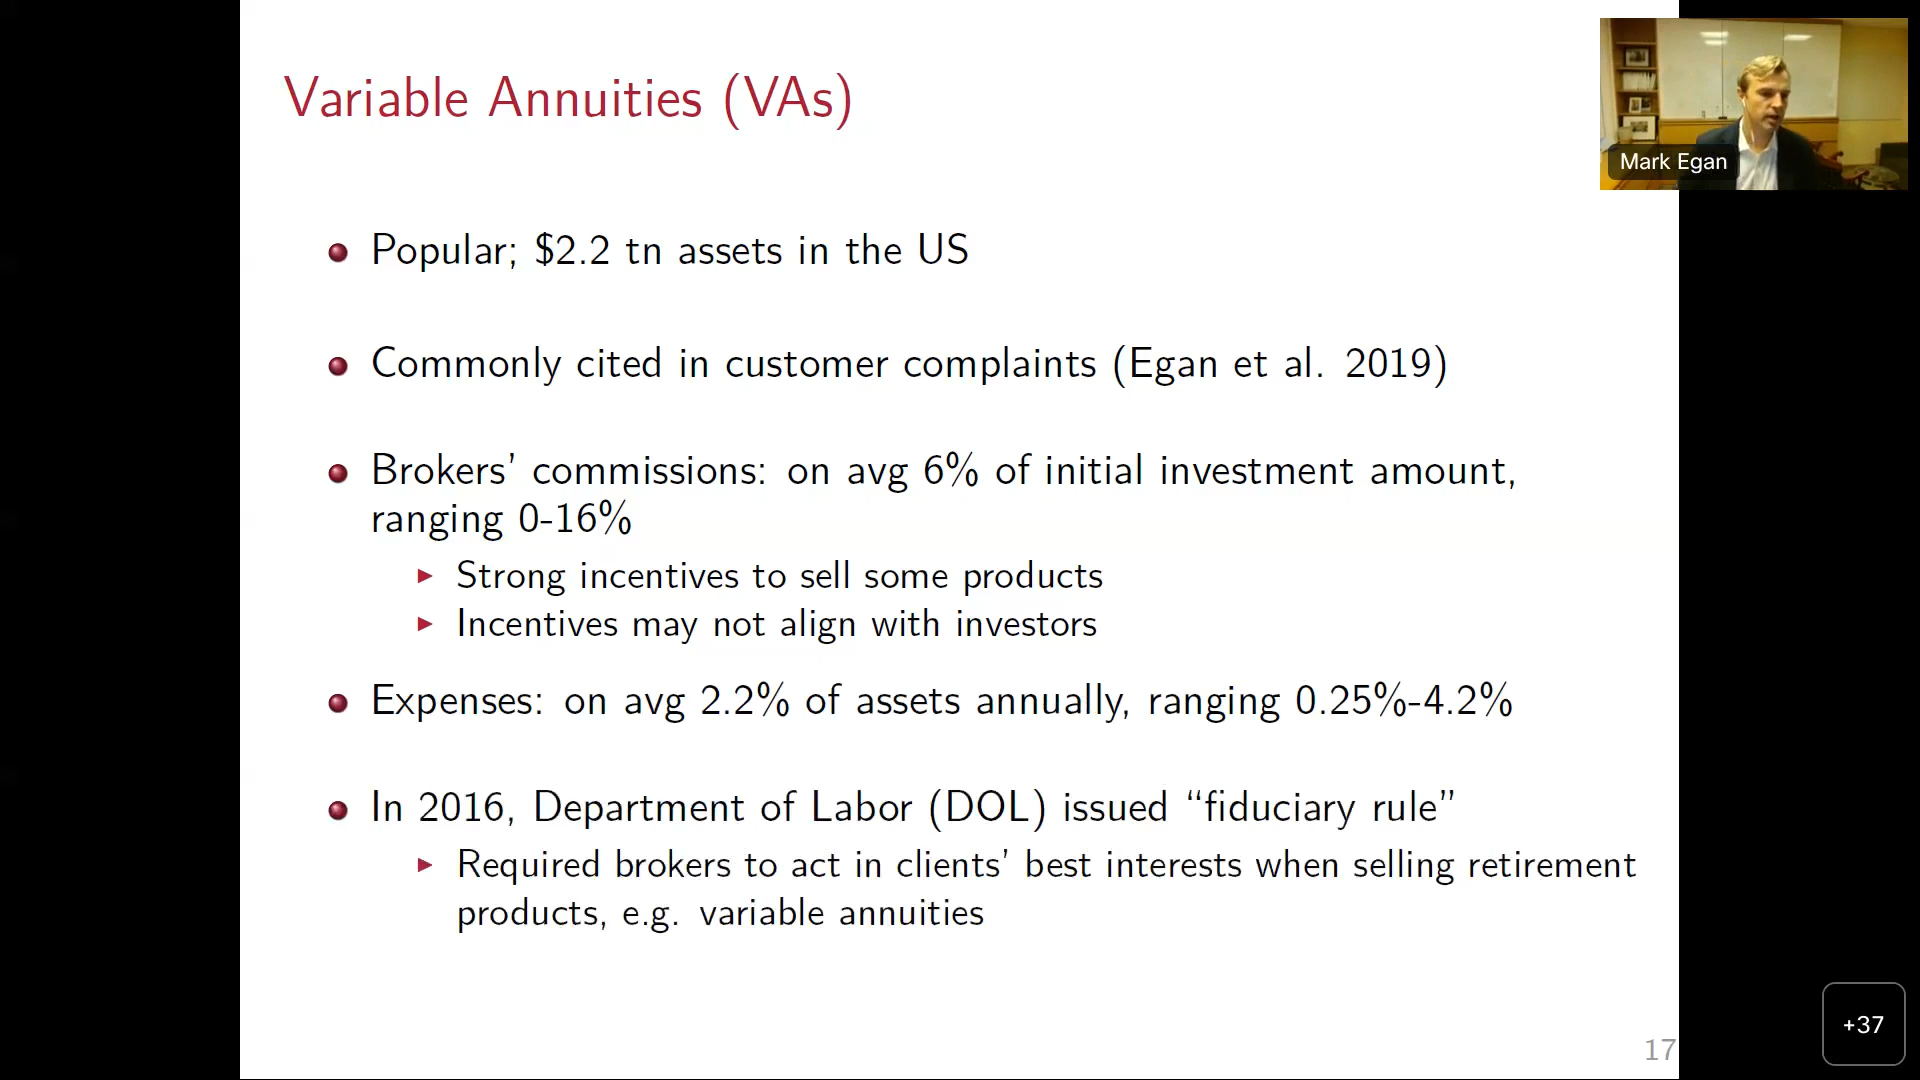 Variable Annuities (VAs)
Mark Egan
Popular; $2.2 tn assets in the US
Commonly cited in customer complaints (Egan et al. 2019)
Brokers’ commissions: on avg 6% of initial investment amount,
ranging 0-16%
Strong incentives to sell some products
Incentives may not align with investors
Expenses: on avg 2.2% of assets annually, ranging 0.25%-4.2%
In 2016, Department of Labor (DOL) issued “fiduciary rule”
Required brokers to act in clients’ best interests when selling retirement
products, e.g. variable annuities
+37
17